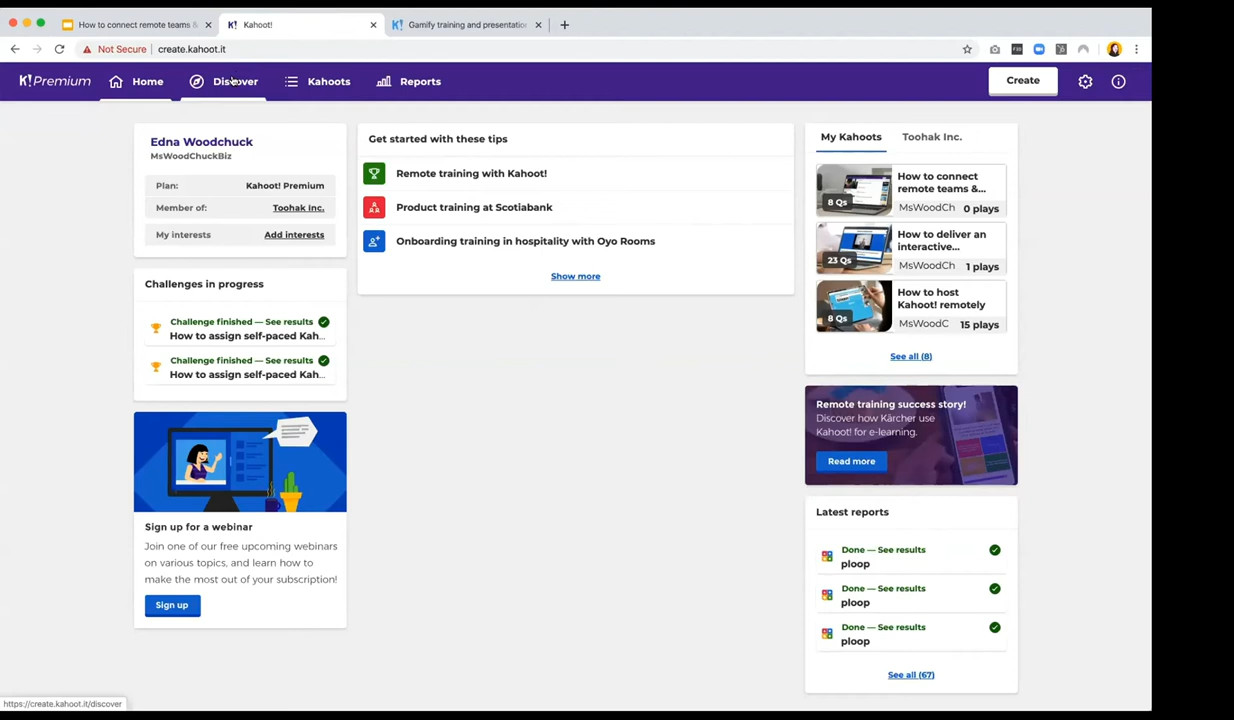 How to connect remote teams &
Kahoot!
Gamify training and presentatio
Not Secure
create.kahoot.it
K!Premium
Home
Discover
Kahoots
Reports
Create
Edna Woodchuck
MsWoodChuckBiz
Plan: Kahoot! Premium
Member of: Toohak Inc.
My interests Add interests
Challenges in progress
Challenge finished — See results
How to assign self-paced Kah...
Challenge finished — See results
How to assign self-paced Kah...
Sign up for a webinar
Join one of our free upcoming webinars
on various topics, and learn how to
make the most out of your subscription!
Sign up
Get started with these tips
Remote training with Kahoot!
Product training at Scotiabank
Onboarding training in hospitality with Oyo Rooms
Show more
My Kahoots
Toohak Inc.
8 Qs
How to connect
remote teams &...
MsWoodCh 0 plays
23 Qs
How to deliver an
interactive...
MsWoodCh 1 plays
8 Qs
How to host
Kahoot! remotely
MsWoodC 15 plays
See all (8)
Remote training success story!
Discover how Kärcher use
Kahoot! for e-learning.
Read more
Latest reports
Done — See results
ploop
Done — See results
ploop
Done — See results
ploop
See all (67)
https://create.kahoot.it/discover